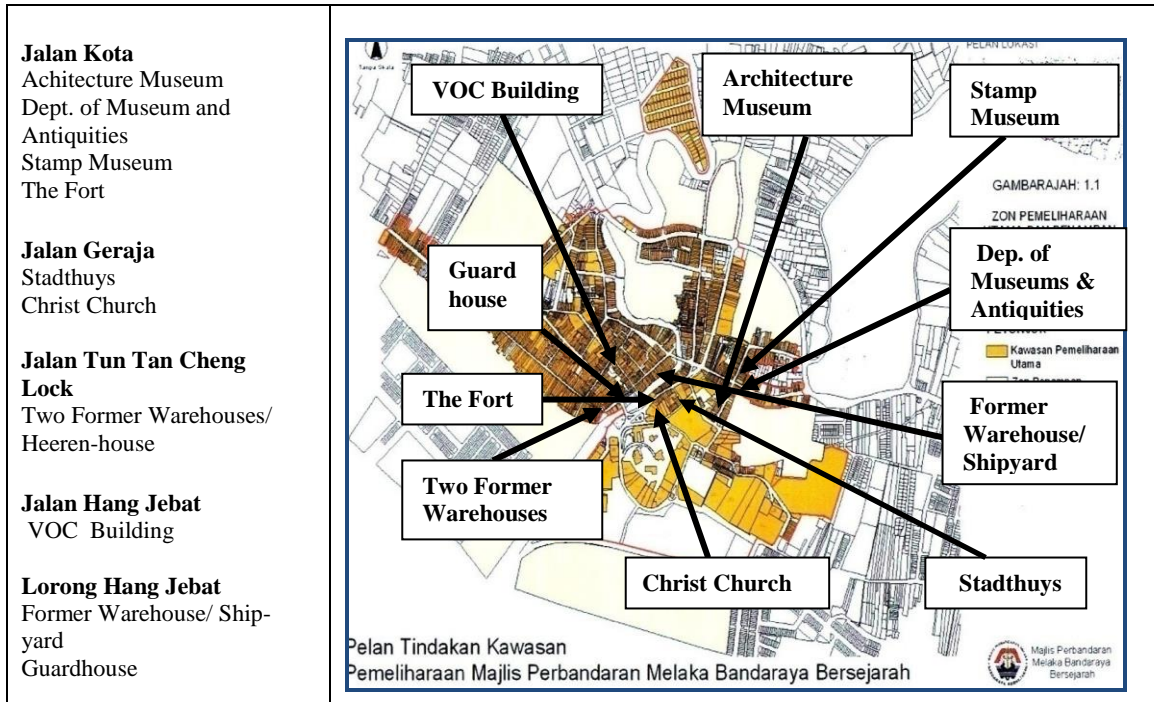 Jalan Kota
Achitecture Museum
Dept. of Museum and
Antiquities
Stamp Museum
The Fort
Jalan Geraja
Stadthuys
Christ Church
Jalan Tun Tan Cheng
Lock
Two Former Warehouses/
Heeren-house
Jalan Hang Jebat
VOC Building
Lorong Hang Jebat
Former Warehouse/ Ship-
yard
Guardhouse
Tanpa Skala
PELAN LOKASI
VOC Building
Architecture
Museum
Stamp
Museum
GAMBARAJAH: 1.1
ZON PEMELIHARAAN
Guard
house
Dep. of
Museums &
Antiquities
Kawasan Pemeliharaan
Utama
The Fort
Former
Warehouse/
Shipyard
Two Former
Warehouses
Christ Church
Stadthuys
Pelan Tindakan Kawasan
Pemeliharaan Majlis Perbandaran Melaka Bandaraya Bersejarah
Majlis Perbandaran
Melaka Bandaraya
Bersejarah